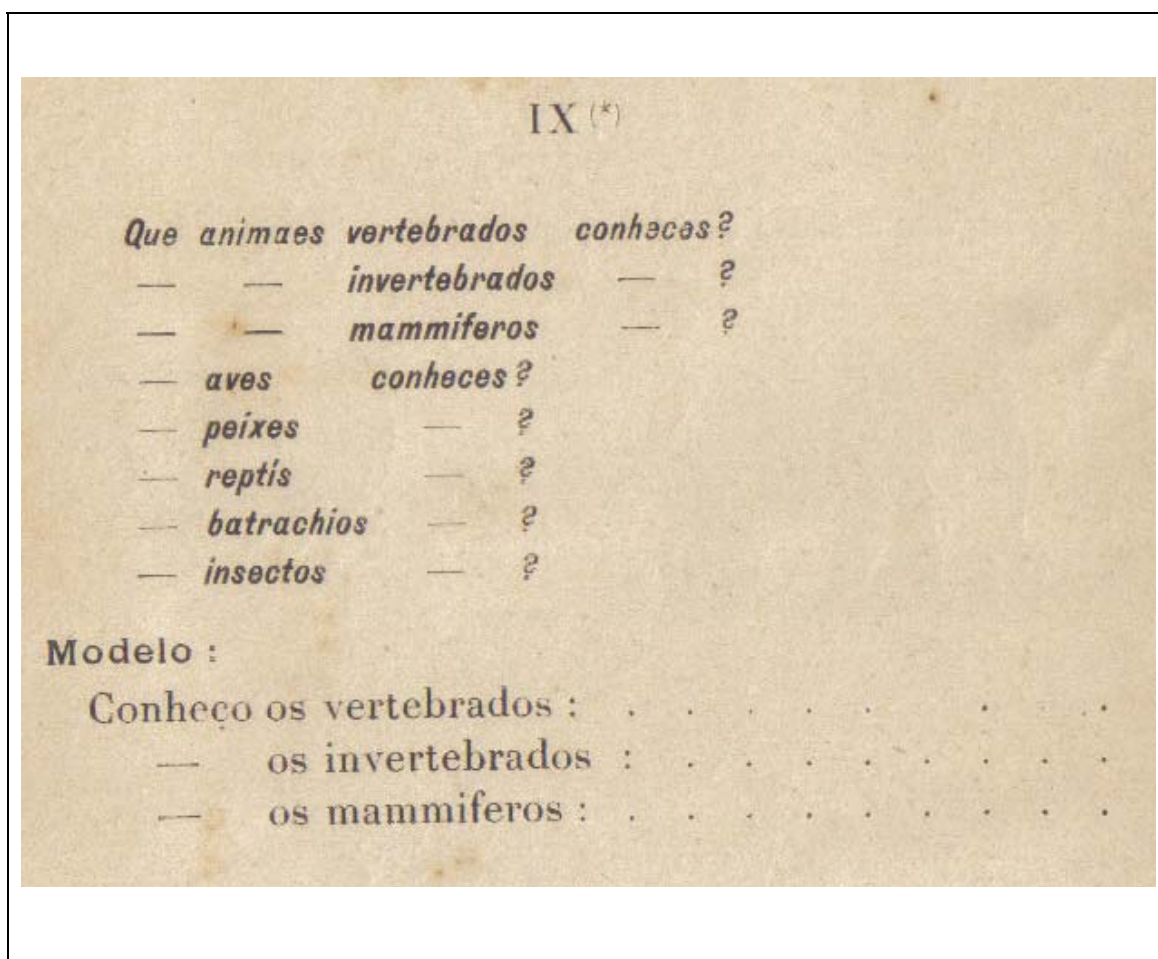 IX (*)
Que animaes vertebrados conheces?
— — invertebrados — ?
— — mammiferos — ?
— aves conheces?
— peixes — ?
— reptís — ?
— batrachios — ?
— insectos — ?
Modelo :
Conheço os vertebrados : . . . . . . . .
— os invertebrados : . . . . . . . .
— os mammiferos : . . . . . . . . .